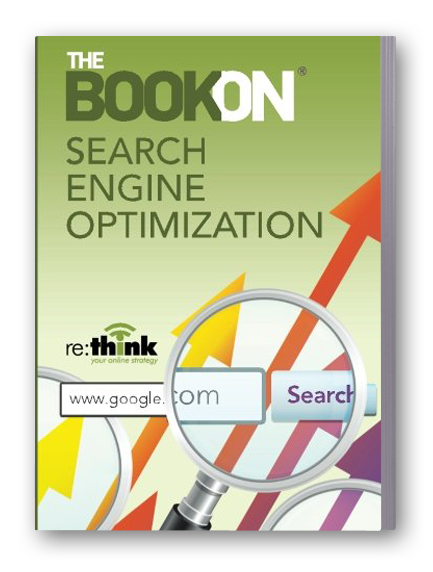 THE
BOOKON®
SEARCH
ENGINE
OPTIMIZATION
re:think
your online strategy
www.google.com Search